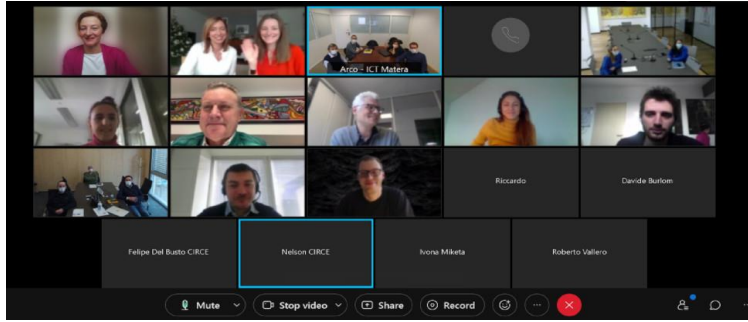 Arco - ICT Matera
Riccardo
Davide Burlom
Felipe Del Busto CIRCE
Nelson CIRCE
Ivona Miketa
Roberto Vallero
Mute
Stop video
Share
Record